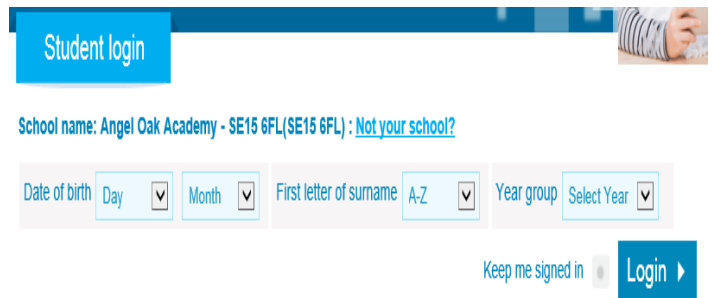 Student login
School name: Angel Oak Academy - SE15 6FL(SE15 6FL) : Not your school?
Date of birth Day Month First letter of surname A-Z Year group Select Year
Keep me signed in Login